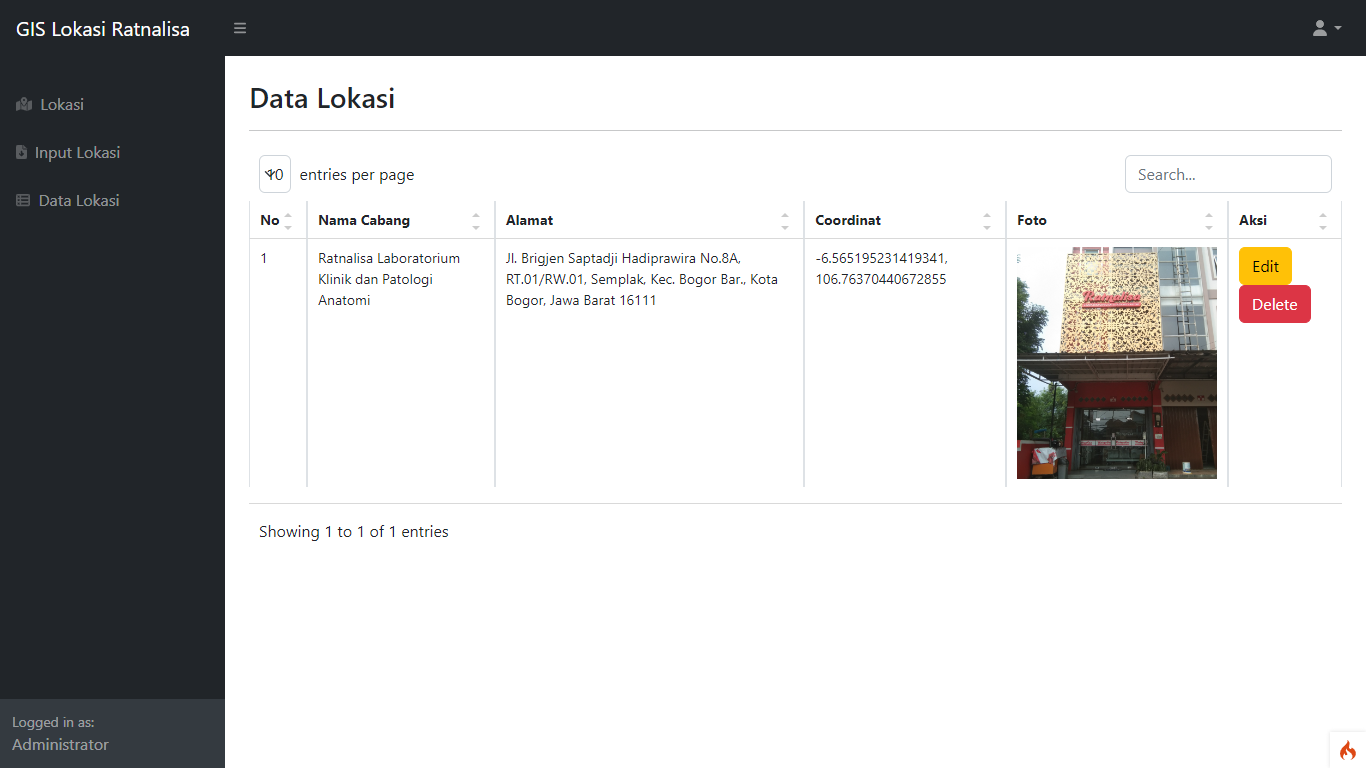 GIS Lokasi Ratnalisa
Lokasi
Input Lokasi
Data Lokasi
Logged in as:
Administrator
Data Lokasi
10 entries per page
Search...
No Nama Cabang Alamat Coordinat Foto Aksi
1
Ratnalisa Laboratorium
Klinik dan Patologi
Anatomi
Jl. Brigjen Saptadji Hadiprawira No.8A,
RT.01/RW.01, Semplak, Kec. Bogor Bar., Kota
Bogor, Jawa Barat 16111
-6.565195231419341,
106.76370440672855
Edit
Delete
Showing 1 to 1 of 1 entries